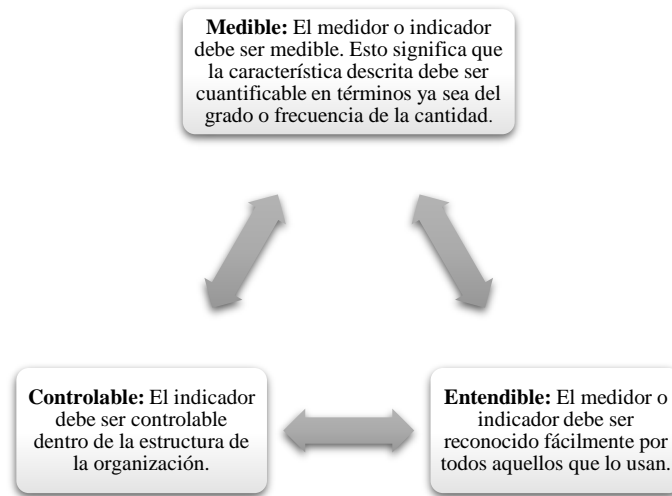 Medible: El medidor o indicador
debe ser medible. Esto significa que
la característica descrita debe ser
cuantificable en términos ya sea del
grado o frecuencia de la cantidad.
Controlable: El indicador
debe ser controlable
dentro de la estructura de
la organización.
Entendible: El medidor o
indicador debe ser
reconocido fácilmente por
todos aquellos que lo usan.